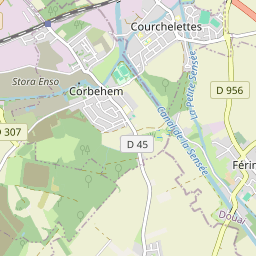 Courchelettes
Stora Enso
Corbehem
La Petite Sensée
D 956
Canal de la Sensée
D 307
D 45
Férin
Douai